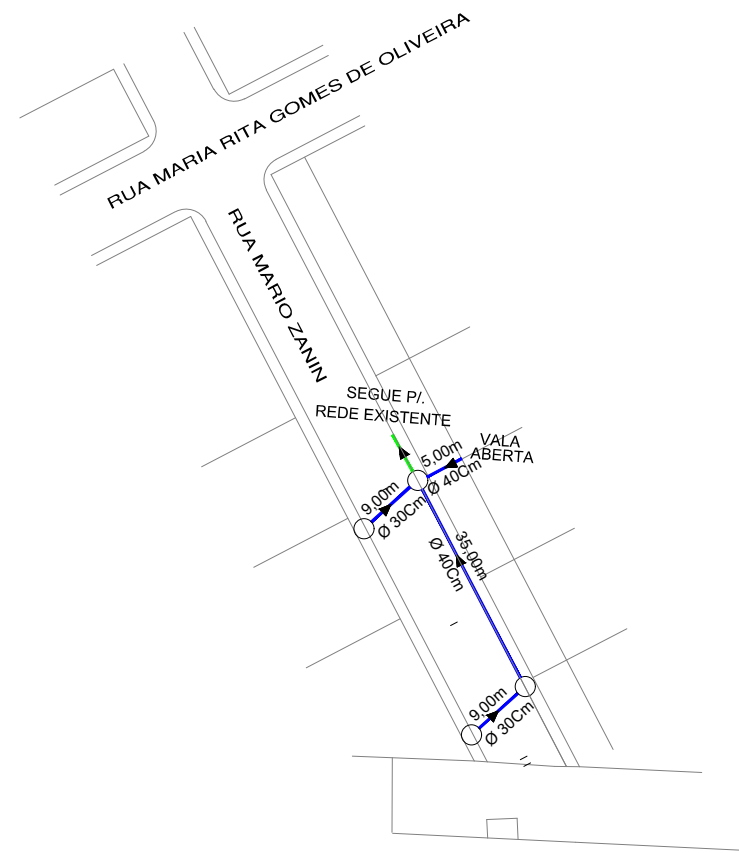 RUA MARIA RITA GOMES DE OLIVEIRA
RUA MARIO ZANIN
SEGUE P/.
REDE EXISTENTE
VALA
ABERTA
5,00m
Ø 40Cm
9,00m
Ø 30Cm
35,00m
Ø 40Cm
9,00m
Ø 30Cm